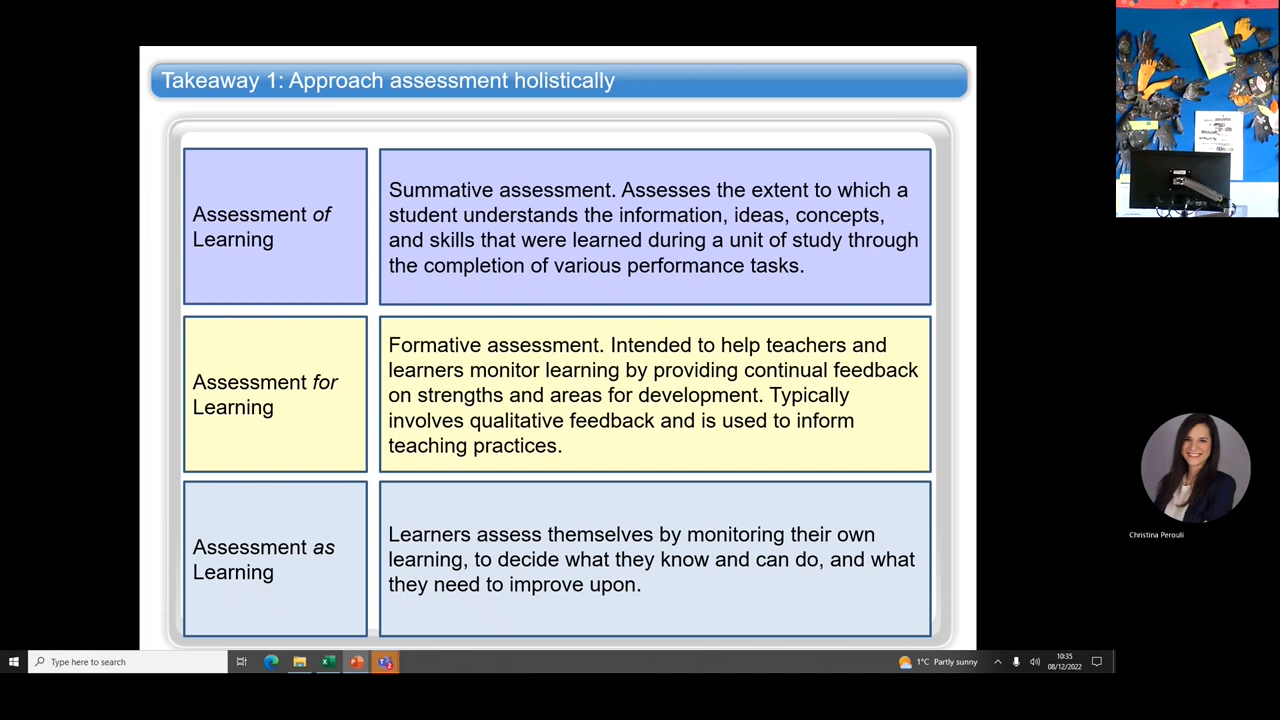 Takeaway 1: Approach assessment holistically
Assessment of
Learning
Summative assessment. Assesses the extent to which a
student understands the information, ideas, concepts,
and skills that were learned during a unit of study through
the completion of various performance tasks.
Assessment for
Learning
Formative assessment. Intended to help teachers and
learners monitor learning by providing continual feedback
on strengths and areas for development. Typically
involves qualitative feedback and is used to inform
teaching practices.
Assessment as
Learning
Learners assess themselves by monitoring their own
learning, to decide what they know and can do, and what
they need to improve upon.
Christina Perouli
Type here to search
1°C Partly sunny
10:35
08/12/2022